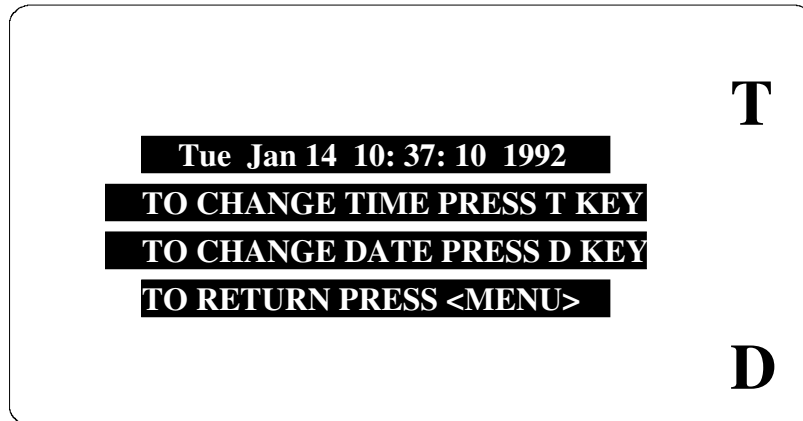 T
Tue Jan 14 10: 37: 10 1992
TO CHANGE TIME PRESS T KEY
TO CHANGE DATE PRESS D KEY
TO RETURN PRESS <MENU>
D